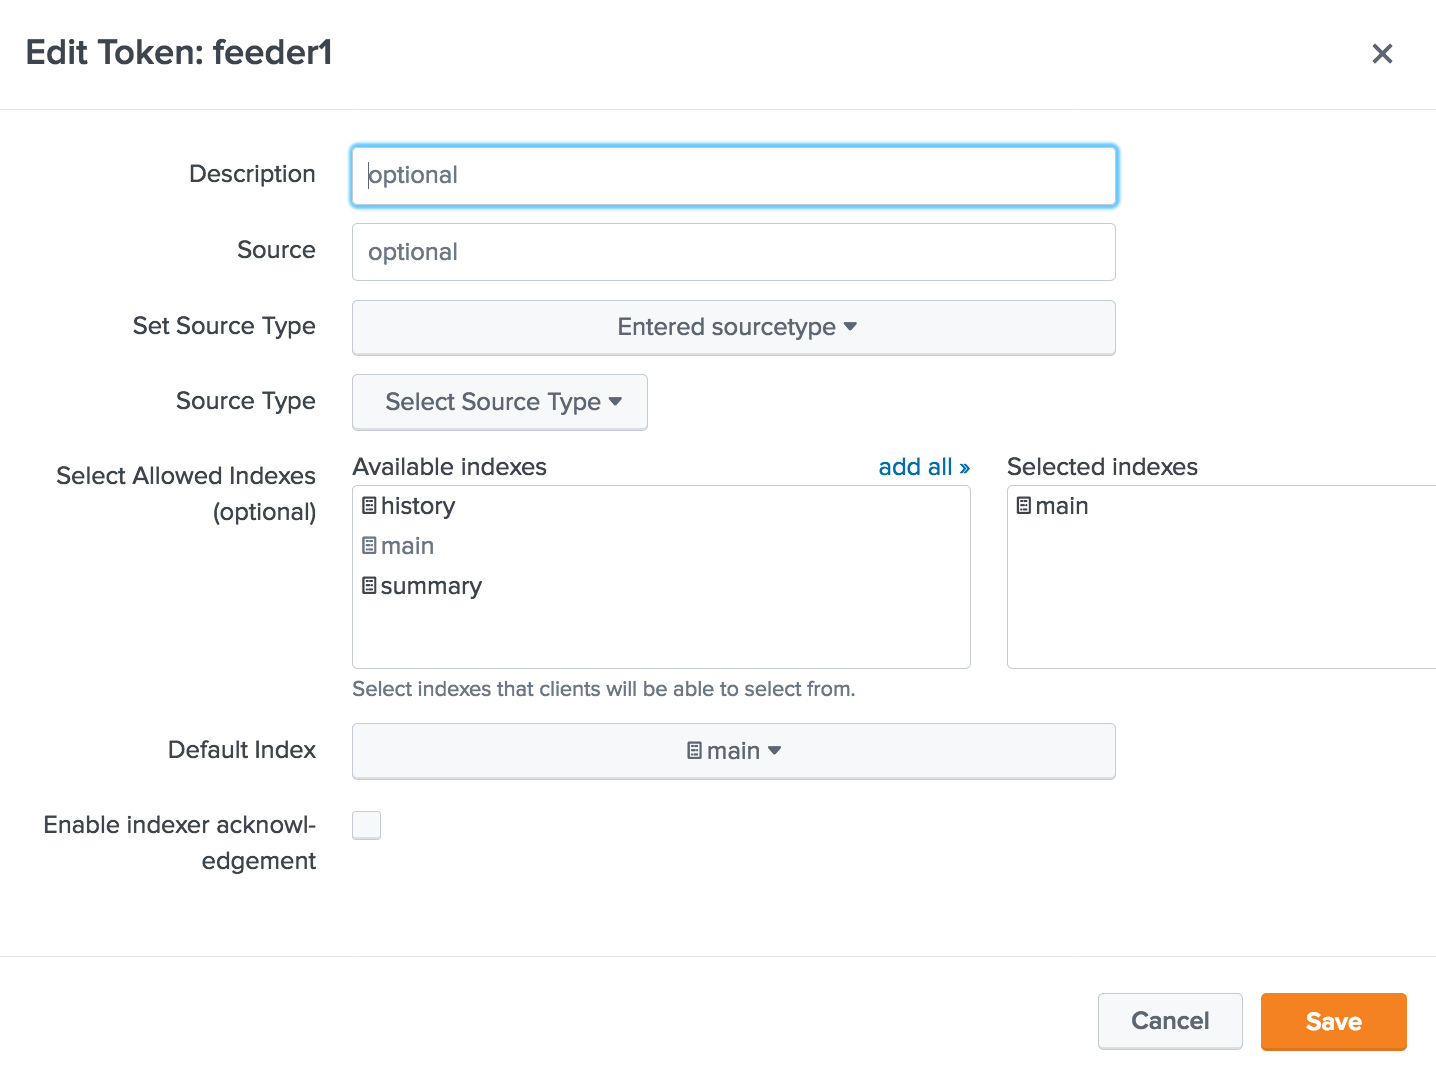 Edit Token: feeder1
Description
optional
Source
optional
Set Source Type
Entered sourcetype
Source Type
Select Source Type
Select Allowed Indexes
(optional)
Available indexes
add all »
Selected indexes
history
main
main
summary
Select indexes that clients will be able to select from.
Default Index
main
Enable indexer acknowl-
edgement
Cancel
Save